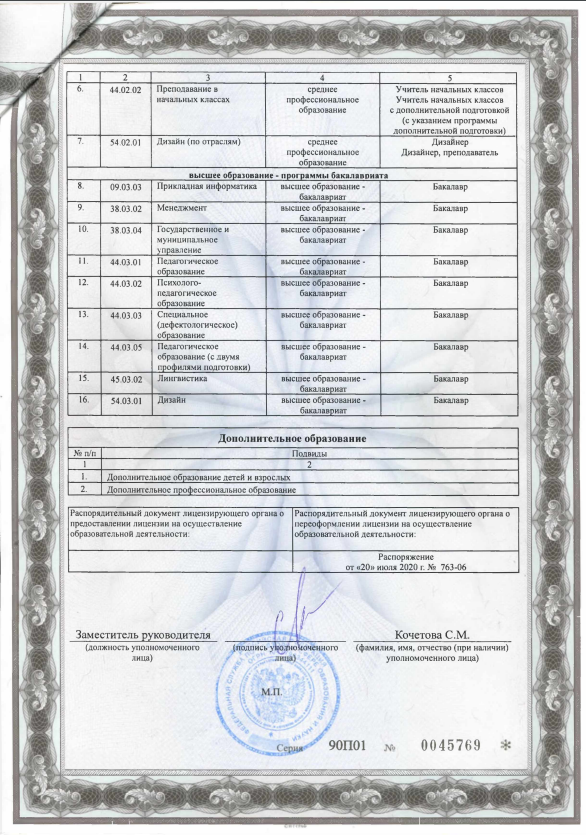 1 2 3 4 5
6. 44.02.02 Преподавание в среднее Учитель начальных классов
начальных классах профессиональное Учитель начальных классов
образование с дополнительной подготовкой
(с указанием программы
дополнительной подготовки)
7. 54.02.01 Дизайн (по отраслям) среднее Дизайнер
профессиональное Дизайнер, преподаватель
образование
высшее образование - программы бакалавриата
8. 09.03.03 Прикладная информатика высшее образование - Бакалавр
бакалавриат
9. 38.03.02 Менеджмент высшее образование - Бакалавр
бакалавриат
10. 38.03.04 Государственное и высшее образование - Бакалавр
муниципальное бакалавриат
управление
11. 44.03.01 Педагогическое высшее образование - Бакалавр
образование бакалавриат
12. 44.03.02 Психолого- высшее образование - Бакалавр
педагогическое бакалавриат
образование
13. 44.03.03 Специальное высшее образование - Бакалавр
(дефектологическое) бакалавриат
образование
14. 44.03.05 Педагогическое высшее образование - Бакалавр
образование (с двумя бакалавриат
профилями подготовки)
15. 45.03.02 Лингвистика высшее образование - Бакалавр
бакалавриат
16. 54.03.01 Дизайн высшее образование - Бакалавр
бакалавриат
Дополнительное образование
№ п/п Подвиды
1 2
1. Дополнительное образование детей и взрослых
2. Дополнительное профессиональное образование
Распорядительный документ лицензирующего органа о
предоставлении лицензии на осуществление
образовательной деятельности:
Распорядительный документ лицензирующего органа о
переоформлении лицензии на осуществление
образовательной деятельности:
Распоряжение
от «20» июля 2020 г. № 763-06
Заместитель руководителя
(должность уполномоченного
лица)
(подпись уполномоченного
лица)
Кочетова С.М.
(фамилия, имя, отчество (при наличии)
уполномоченного лица)
М.П.
Серия 90П01 № 0045769 *